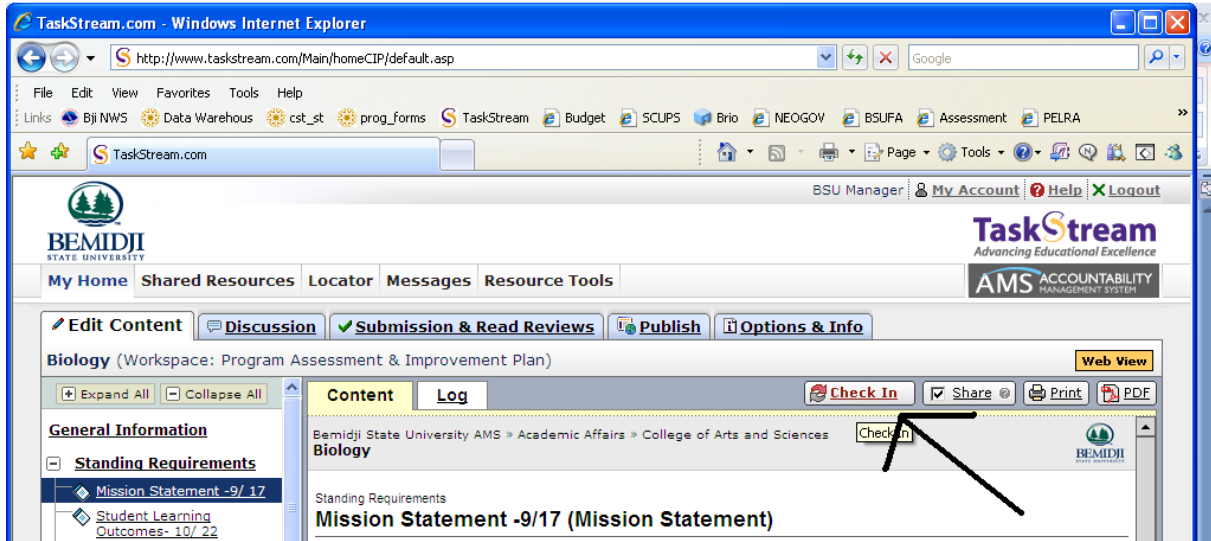 TaskStream.com - Windows Internet Explorer
http://www.taskstream.com/Main/homeCIP/default.asp
Google
File Edit View Favorites Tools Help
Links Bji NWS Data Warehous cst_st prog_forms TaskStream Budget SCUPS Brio NEOGOV BSUFA Assessment PELRA »
TaskStream.com
Page Tools
BSU Manager My Account Help Logout
BEMIDJI
STATE UNIVERSITY
TaskStream
Advancing Educational Excellence
My Home Shared Resources Locator Messages Resource Tools
AMS ACCOUNTABILITY
MANAGEMENT SYSTEM
Edit Content Discussion Submission & Read Reviews Publish Options & Info
Biology (Workspace: Program Assessment & Improvement Plan)
Web View
Expand All Collapse All
Content Log
Check In Share Print PDF
General Information
Bemidji State University AMS » Academic Affairs » College of Arts and Sciences
Biology
Check In
BEMIDJI
STATE UNIVERSITY
Standing Requirements
Mission Statement -9/ 17
Student Learning
Outcomes- 10/ 22
Standing Requirements
Mission Statement -9/17 (Mission Statement)